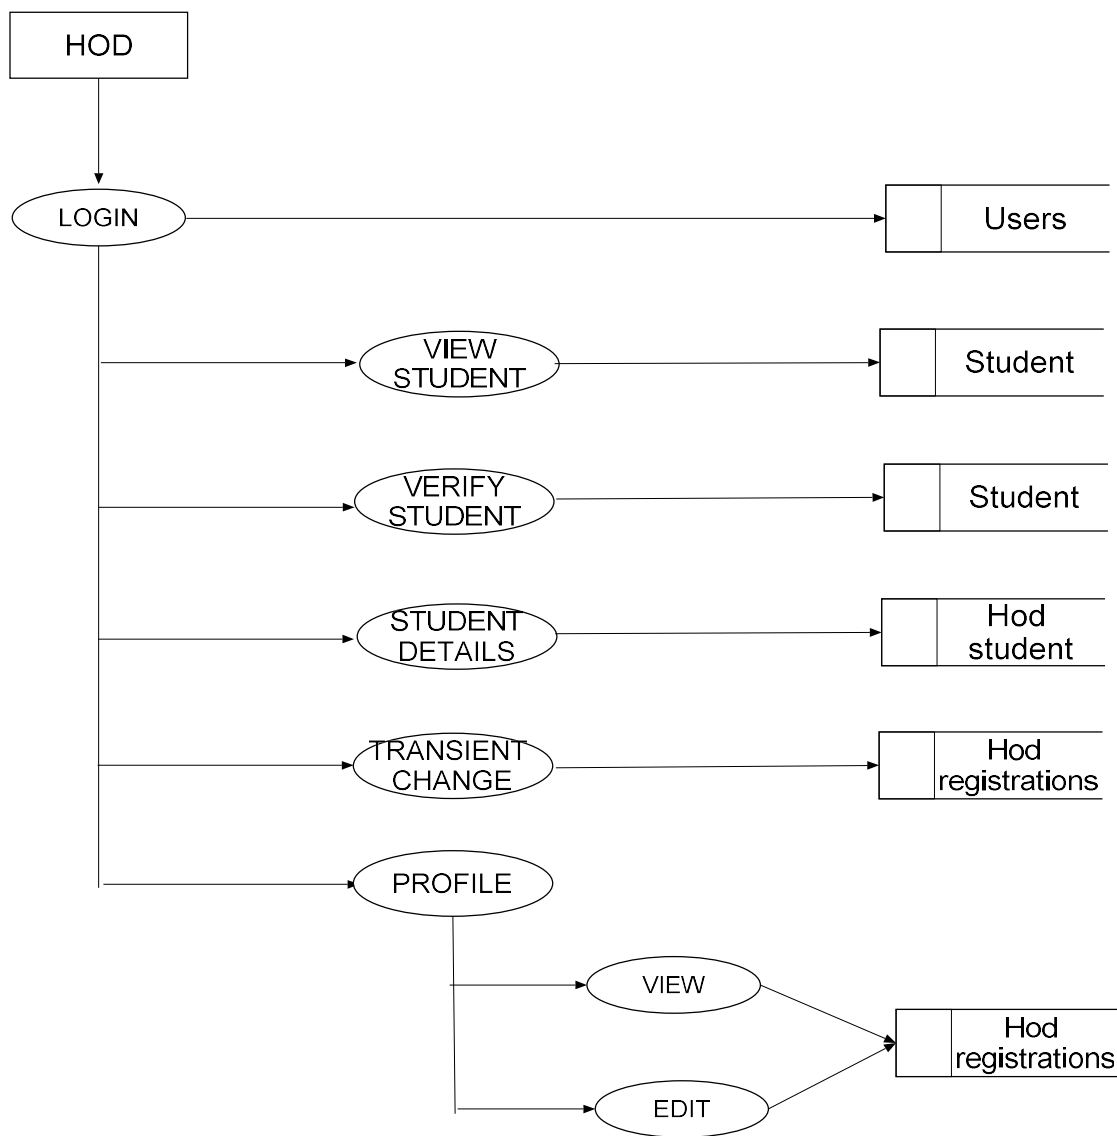 HOD
LOGIN
Users
VIEW
STUDENT
Student
VERIFY
STUDENT
Student
STUDENT
DETAILS
Hod
student
TRANSIENT
CHANGE
Hod
registrations
PROFILE
VIEW
Hod
registrations
EDIT